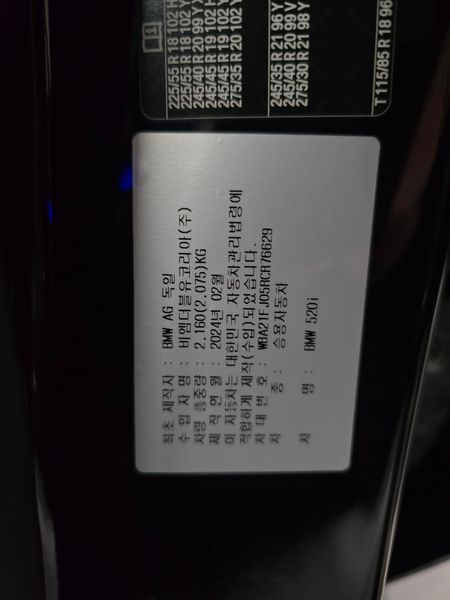 최초 제작자 : BMW AG 독일
수 입 자 명 : 비엠더블유코리아(주)
차량 총중량 : 2,160(2,075)KG
제 작 연 월 : 2024년 02월
이 자동차는 대한민국 자동차관리법령에
적합하게 제작(수입)되었습니다.
차 대 번 호 : WBA21FJ05RCR76629
차 종 : 승용자동차
차 명 : BMW 520i
225/55 R 18 102 H
225/55 R 18 102 Y
245/40 R 20 99 Y
245/45 R 19 102 Y
245/45 R 19 102 Y
275/35 R 20 102 Y
245/35 R 21 96 Y
245/40 R 20 99 V
275/30 R 21 98 Y
T 115/85 R 18 96